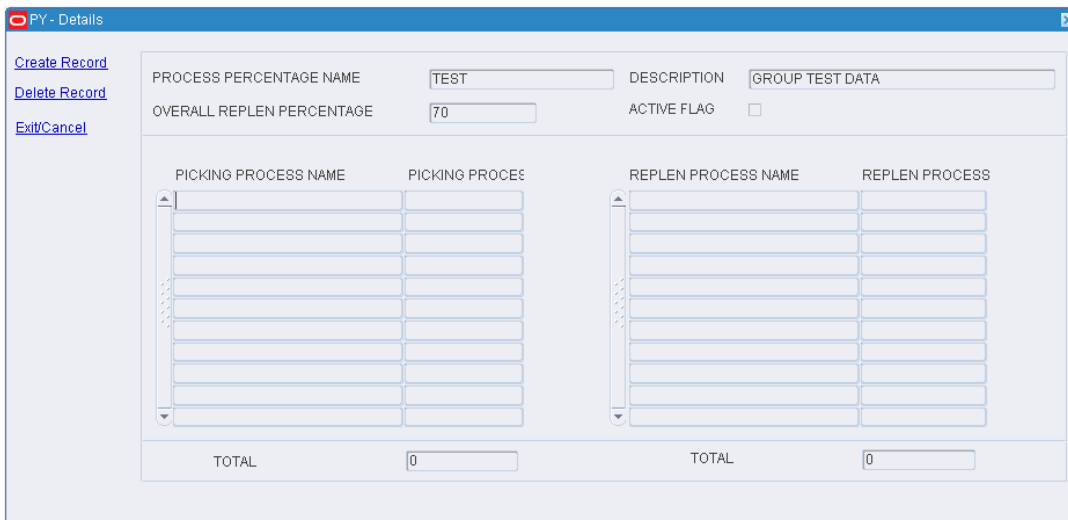 PY - Details
Create Record
Delete Record
Exit/Cancel
PROCESS PERCENTAGE NAME TEST DESCRIPTION GROUP TEST DATA
OVERALL REPLEN PERCENTAGE 70 ACTIVE FLAG
PICKING PROCESS NAME PICKING PROCES REPLEN PROCESS NAME REPLEN PROCESS
TOTAL 0 TOTAL 0